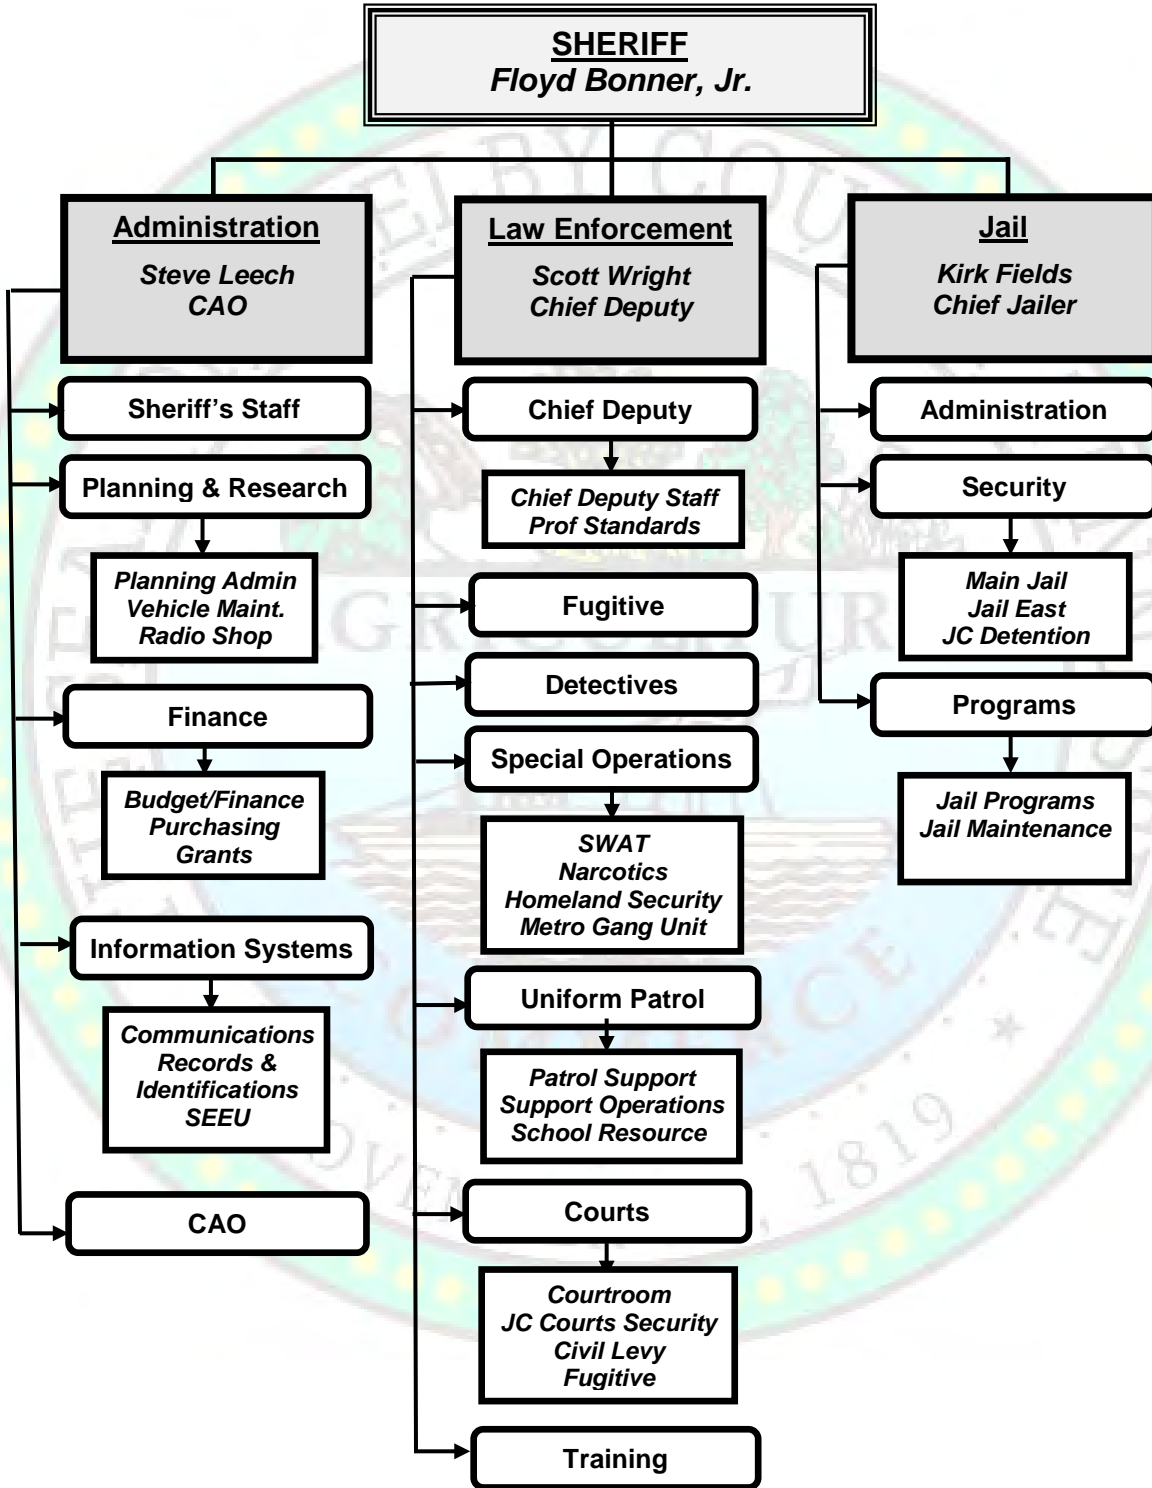 SHERIFF
Floyd Bonner, Jr.
Administration
Steve Leech
CAO
Sheriff's Staff
Planning & Research
Planning Admin
Vehicle Maint.
Radio Shop
Finance
Budget/Finance
Purchasing
Grants
Information Systems
Communications
Records &
Identifications
SEEU
CAO
Law Enforcement
Scott Wright
Chief Deputy
Chief Deputy
Chief Deputy Staff
Prof Standards
Fugitive
Detectives
Special Operations
SWAT
Narcotics
Homeland Security
Metro Gang Unit
Uniform Patrol
Patrol Support
Support Operations
School Resource
Courts
Courtroom
JC Courts Security
Civil Levy
Fugitive
Training
Jail
Kirk Fields
Chief Jailer
Administration
Security
Main Jail
Jail East
JC Detention
Programs
Jail Programs
Jail Maintenance
1819